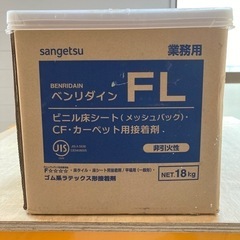 sangetsu
業務用
BENRIDAIN
ベンリダイン FL
ビニル床シート(メッシュバック)・
CF・カーペット用接着剤
JIS
非引火性
F☆☆☆☆
NET.18kg
ゴム系ラテックス形接着剤